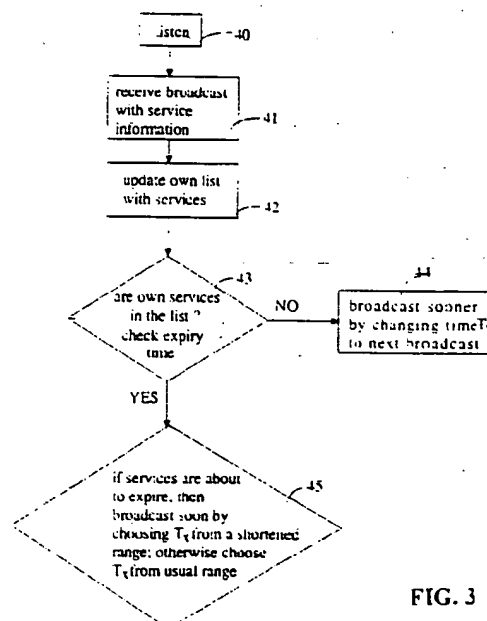 Listen
40
receive broadcast
with service
information
41
update own list
with services
42
43
are own services
in the list ?
check expiry
time
NO
44
broadcast sooner
by changing time T
to next broadcast
YES
45
if services are about
to expire, then
broadcast soon by
choosing Tx from a shortened
range; otherwise choose
Tx from usual range
FIG. 3